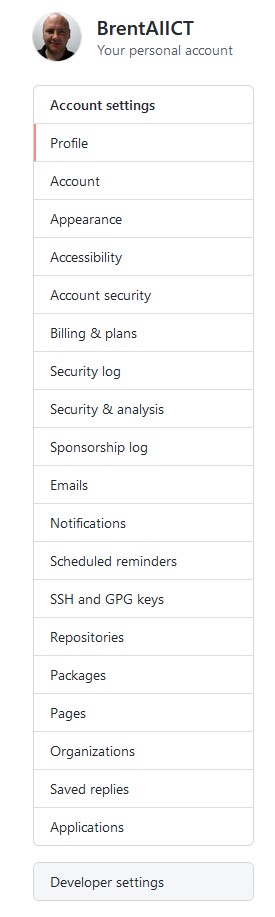 BrentAllCT
Your personal account
Account settings
Profile
Account
Appearance
Accessibility
Account security
Billing & plans
Security log
Security & analysis
Sponsorship log
Emails
Notifications
Scheduled reminders
SSH and GPG keys
Repositories
Packages
Pages
Organizations
Saved replies
Applications
Developer settings